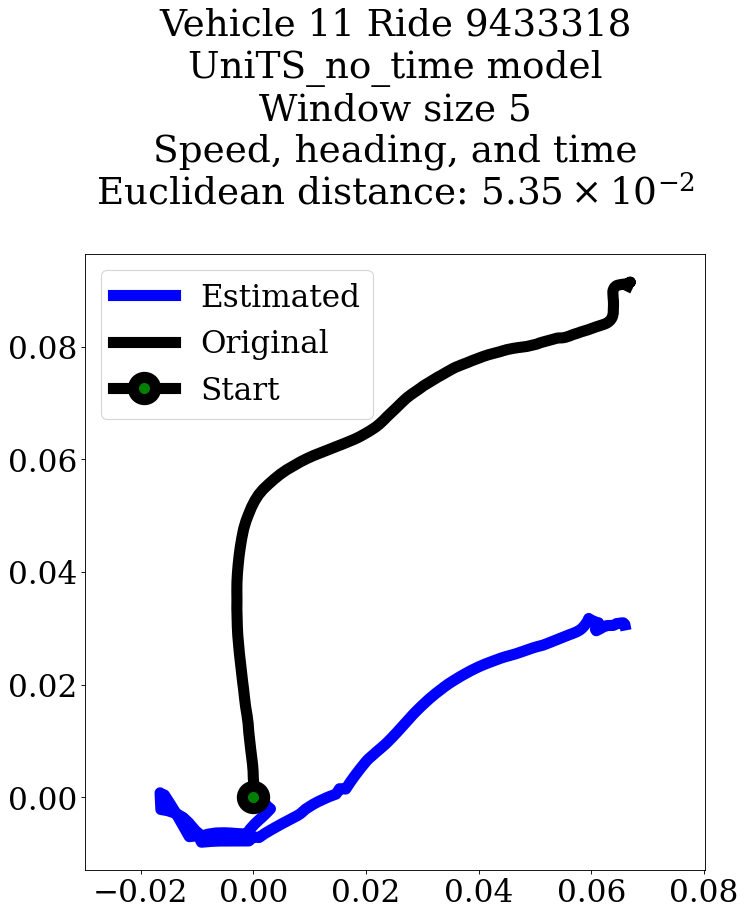 Vehicle 11 Ride 9433318
UniTS_no_time model
Window size 5
Speed, heading, and time
Euclidean distance: $5.35 \times 10^{-2}$
Estimated
Original
Start
0.08
0.06
0.04
0.02
0.00
−0.02 0.00 0.02 0.04 0.06 0.08